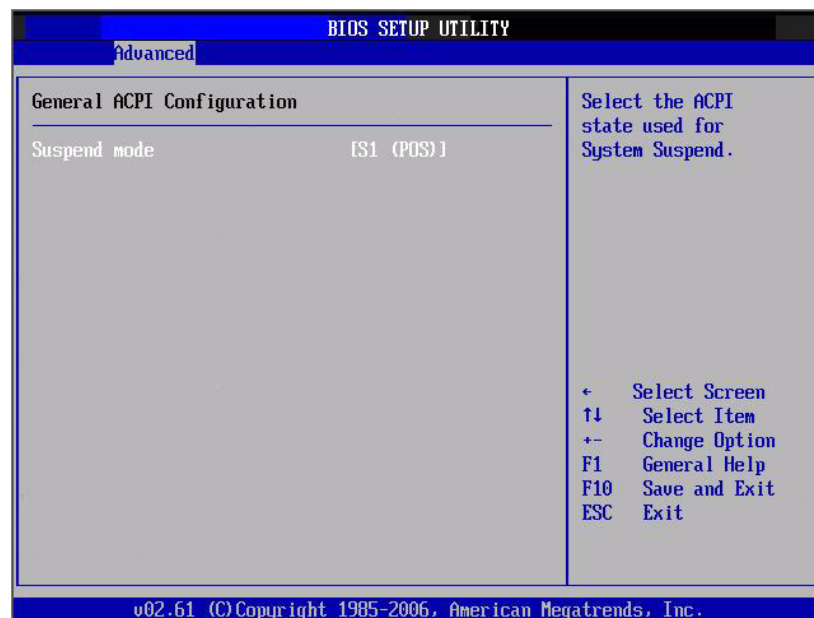 BIOS SETUP UTILITY
Advanced
General ACPI Configuration
Suspend mode [S1 (POS)]
Select the ACPI
state used for
System Suspend.
← Select Screen
↑↓ Select Item
+- Change Option
F1 General Help
F10 Save and Exit
ESC Exit
v02.61 (C)Copyright 1985-2006, American Megatrends, Inc.